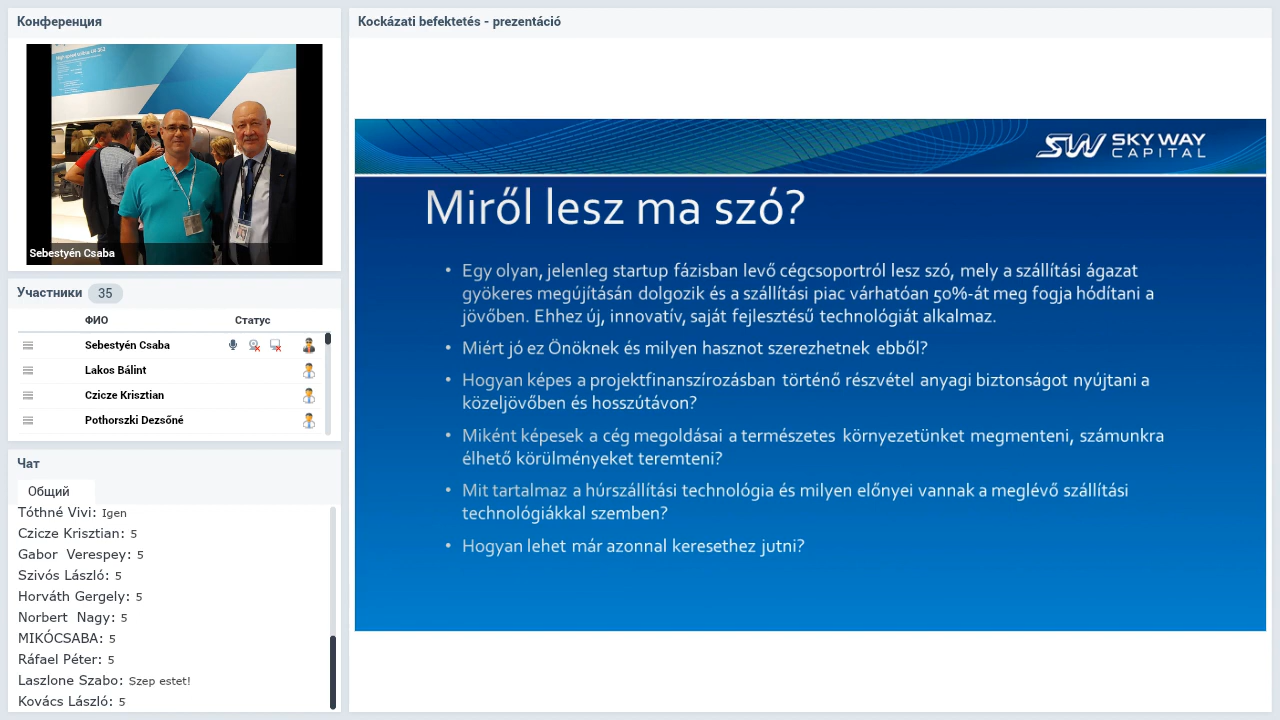 Конференция
Sebestyén Csaba
Участники 35
ФИО Статус
Sebestyén Csaba
Lakos Bálint
Czicze Krisztian
Pothorszki Dezsőné
Чат
Общий
Tóthné Vivi: Igen
Czicze Krisztian: 5
Gabor Verespey: 5
Szivós László: 5
Horváth Gergely: 5
Norbert Nagy: 5
MIKÓCSABA: 5
Ráfael Péter: 5
Laszlone Szabo: Szep estet!
Kovács László: 5
Kockázati befektetés - prezentáció
SW SKY WAY
CAPITAL
Miről lesz ma szó?
• Egy olyan, jelenleg startup fázisban levő cégcsoportról lesz szó, mely a szállítási ágazat
gyökeres megújításán dolgozik és a szállítási piac várhatóan 50%-át meg fogja hódítani a
jövőben. Ehhez új, innovatív, saját fejlesztésű technológiát alkalmaz.
• Miért jó ez Önöknek és milyen hasznot szerezhetnek ebből?
• Hogyan képes a projektfinanszírozásban történő részvétel anyagi biztonságot nyújtani a
közeljövőben és hosszútávon?
• Miként képesek a cég megoldásai a természetes környezetünket megmenteni, számunkra
élhető körülményeket teremteni?
• Mit tartalmaz a húrszállítási technológia és milyen előnyei vannak a meglévő szállítási
technológiákkal szemben?
• Hogyan lehet már azonnal keresethez jutni?